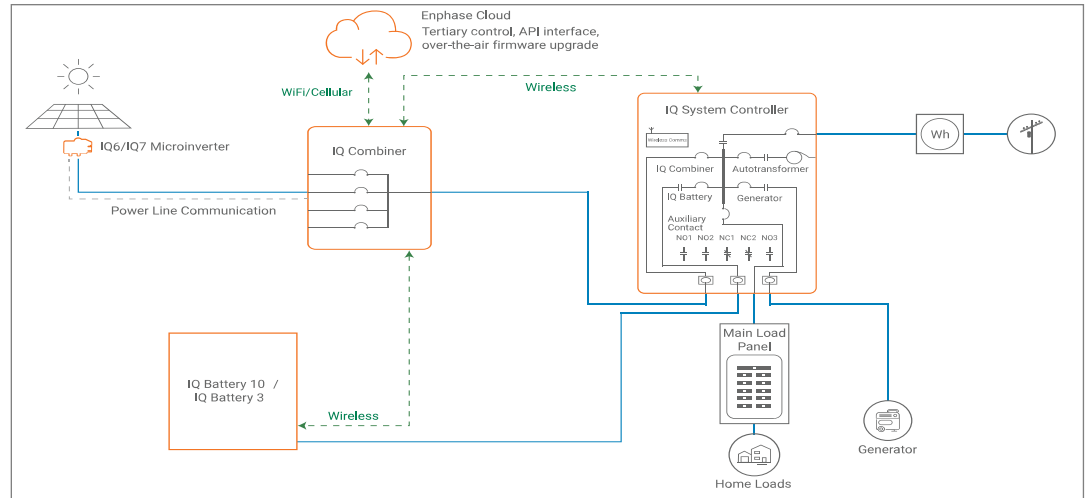 Enphase Cloud
Tertiary control, API interface,
over-the-air firmware upgrade
WiFi/Cellular
Wireless
IQ6/IQ7 Microinverter
Power Line Communication
IQ Combiner
IQ System Controller
Wireless Comms
IQ Combiner
Autotransformer
IQ Battery
Generator
Auxiliary
Contact
NO1 NO2 NC1 NC2 NO3
Wh
IQ Battery 10 /
IQ Battery 3
Wireless
Main Load
Panel
Home Loads
Generator